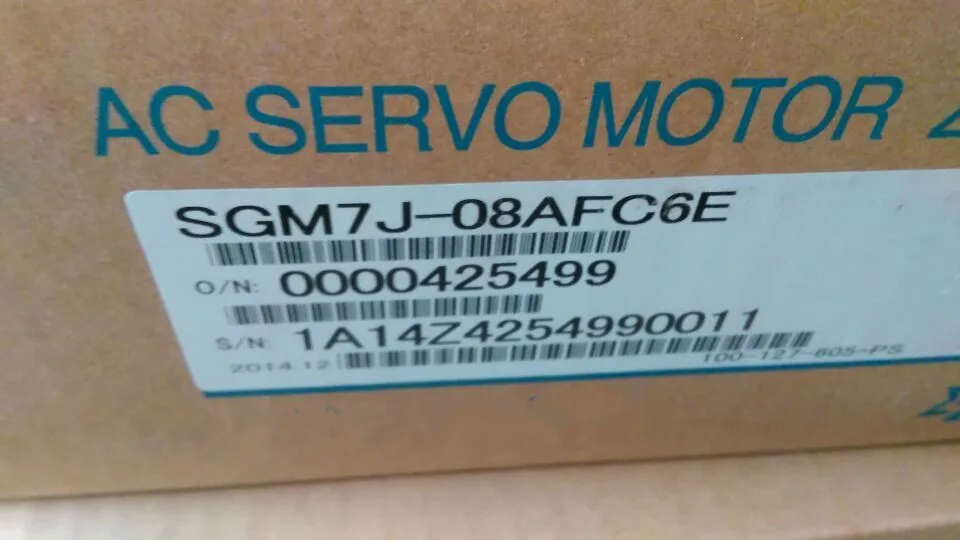 AC SERVO MOTOR
SGM7J-08AFC6E
O/N: 0000425499
S/N: 1A14Z4254990011
2014.12
100-127-605-PS